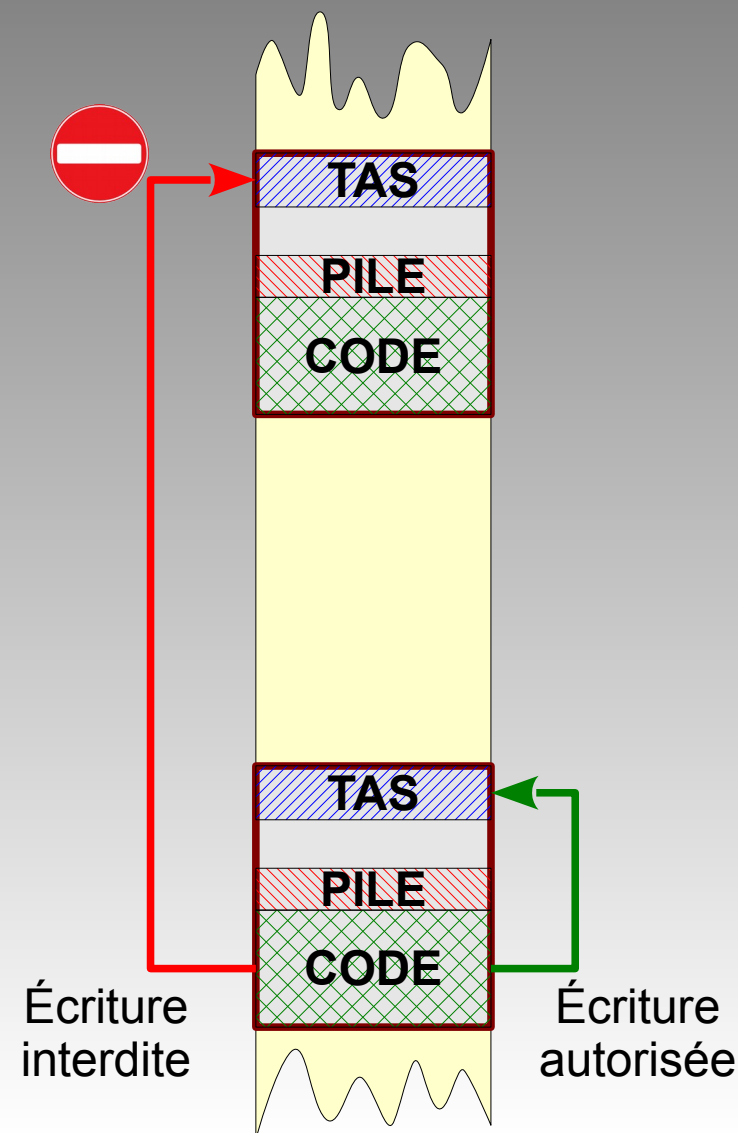 TAS
PILE
CODE
TAS
PILE
CODE
Écriture
interdite
Écriture
autorisée